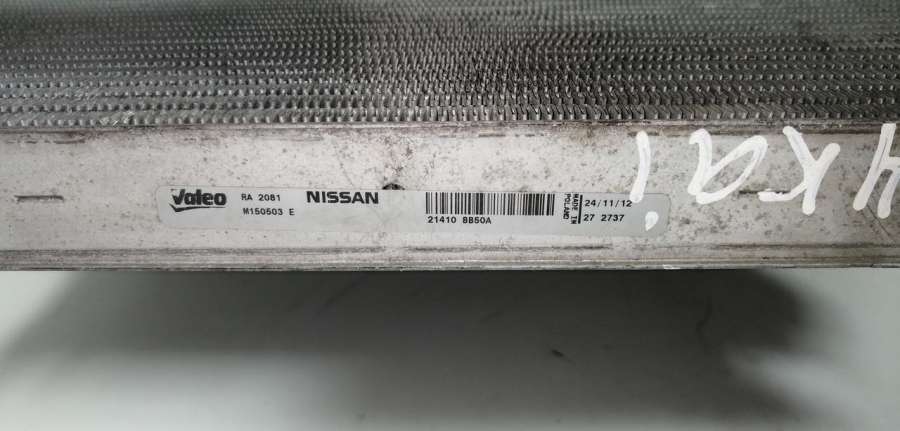 Valeo
RA 2081
M150503 E
NISSAN
21410 BB50A
MADE IN
POLAND
24/11/12
27 2737